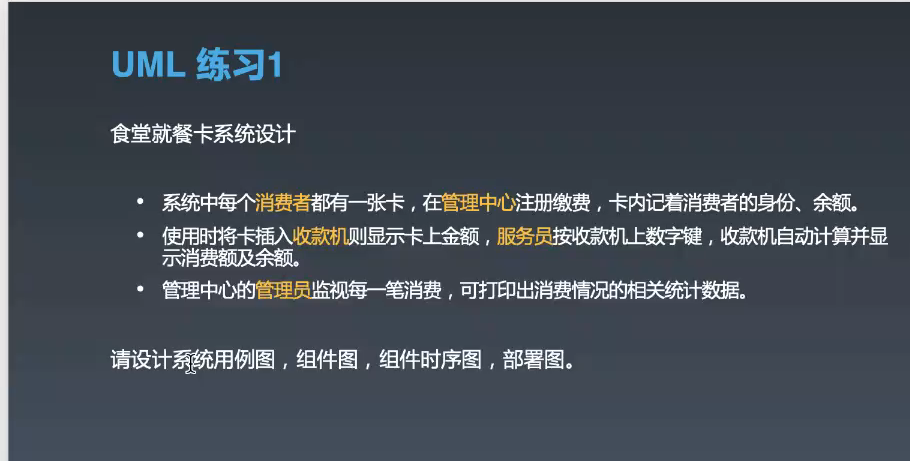 UML 练习1
食堂就餐卡系统设计
• 系统中每个消费者都有一张卡，在管理中心注册缴费，卡内记着消费者的身份、余额。
• 使用时将卡插入收款机则显示卡上金额，服务员按收款机上数字键，收款机自动计算并显
示消费额及余额。
• 管理中心的管理员监视每一笔消费，可打印出消费情况的相关统计数据。
请设计系统用例图，组件图，组件时序图，部署图。